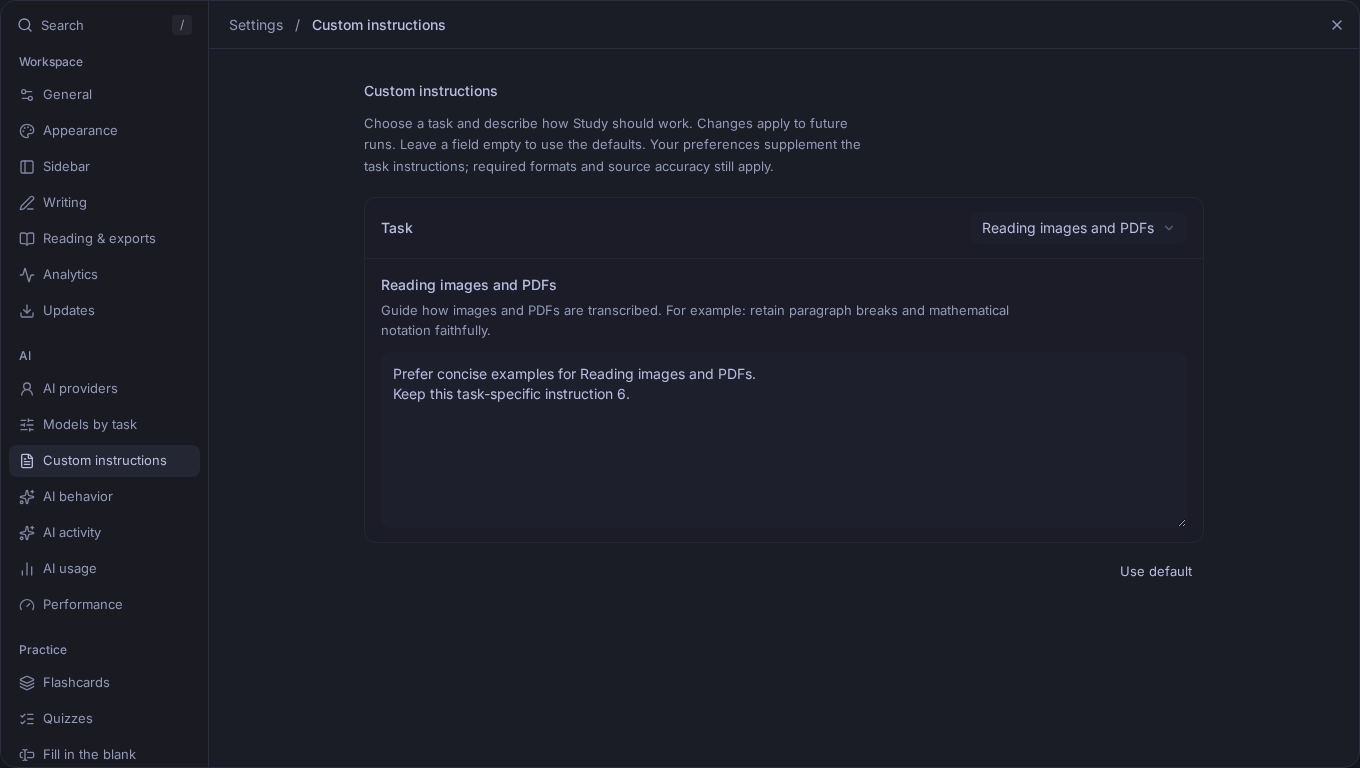 Search /
Workspace
General
Appearance
Sidebar
Writing
Reading & exports
Analytics
Updates
AI
AI providers
Models by task
Custom instructions
AI behavior
AI activity
AI usage
Performance
Practice
Flashcards
Quizzes
Fill in the blank
Settings / Custom instructions
Custom instructions
Choose a task and describe how Study should work. Changes apply to future
runs. Leave a field empty to use the defaults. Your preferences supplement the
task instructions; required formats and source accuracy still apply.
Task
Reading images and PDFs
Reading images and PDFs
Guide how images and PDFs are transcribed. For example: retain paragraph breaks and mathematical
notation faithfully.
Prefer concise examples for Reading images and PDFs.
Keep this task-specific instruction 6.
Use default